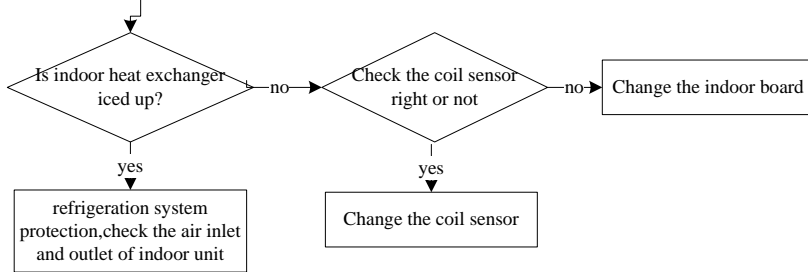 Is indoor heat exchanger
iced up?
no
Check the coil sensor
right or not
no
Change the indoor board
yes
yes
refrigeration system
protection,check the air inlet
and outlet of indoor unit
Change the coil sensor